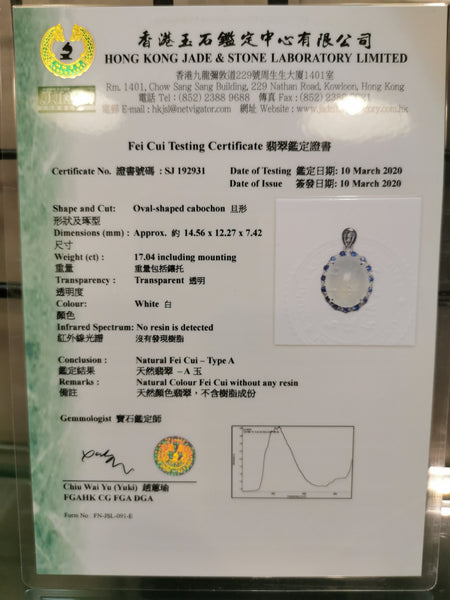 香港玉石鑑定中心有限公司
HONG KONG JADE & STONE LABORATORY LIMITED
香港九龍彌敦道229號周生生大廈1401室
Rm. 1401, Chow Sang Sang Building, 229 Nathan Road, Kowloon, Hong Kong
電話 Tel : (852) 2388 9688 傳真 Fax : (852) 2388
電郵 E-mail : hkjsl@netvigator.com 網址 Website : www.
Fei Cui Testing Certificate 翡翠鑑定證書
Certificate No. 證書號碼 : SJ 192931 Date of Testing 鑑定日期: 10 March 2020
Date of Issue 簽發日期: 10 March 2020
Shape and Cut: Oval-shaped cabochon 旦形
形狀及琢型
Dimensions (mm) : Approx. 約 14.56 x 12.27 x 7.42
尺寸
Weight (ct) : 17.04 including mounting
重量 重量包括鑲托
Transparency : Transparent 透明
透明度
Colour: White 白
顏色
Infrared Spectrum: No resin is detected
紅外線光譜 沒有發現樹脂
Conclusion : Natural Fei Cui – Type A
鑑定結果 天然翡翠 – A 玉
Remarks : Natural Colour Fei Cui without any resin
備註 天然顏色翡翠，不含樹脂成份
Gemmologist 寶石鑑定師
Chiu Wai Yu (Yuki) 趙蕙瑜
FGAHK CG FGA DGA
Form No FN-JSL-091-E